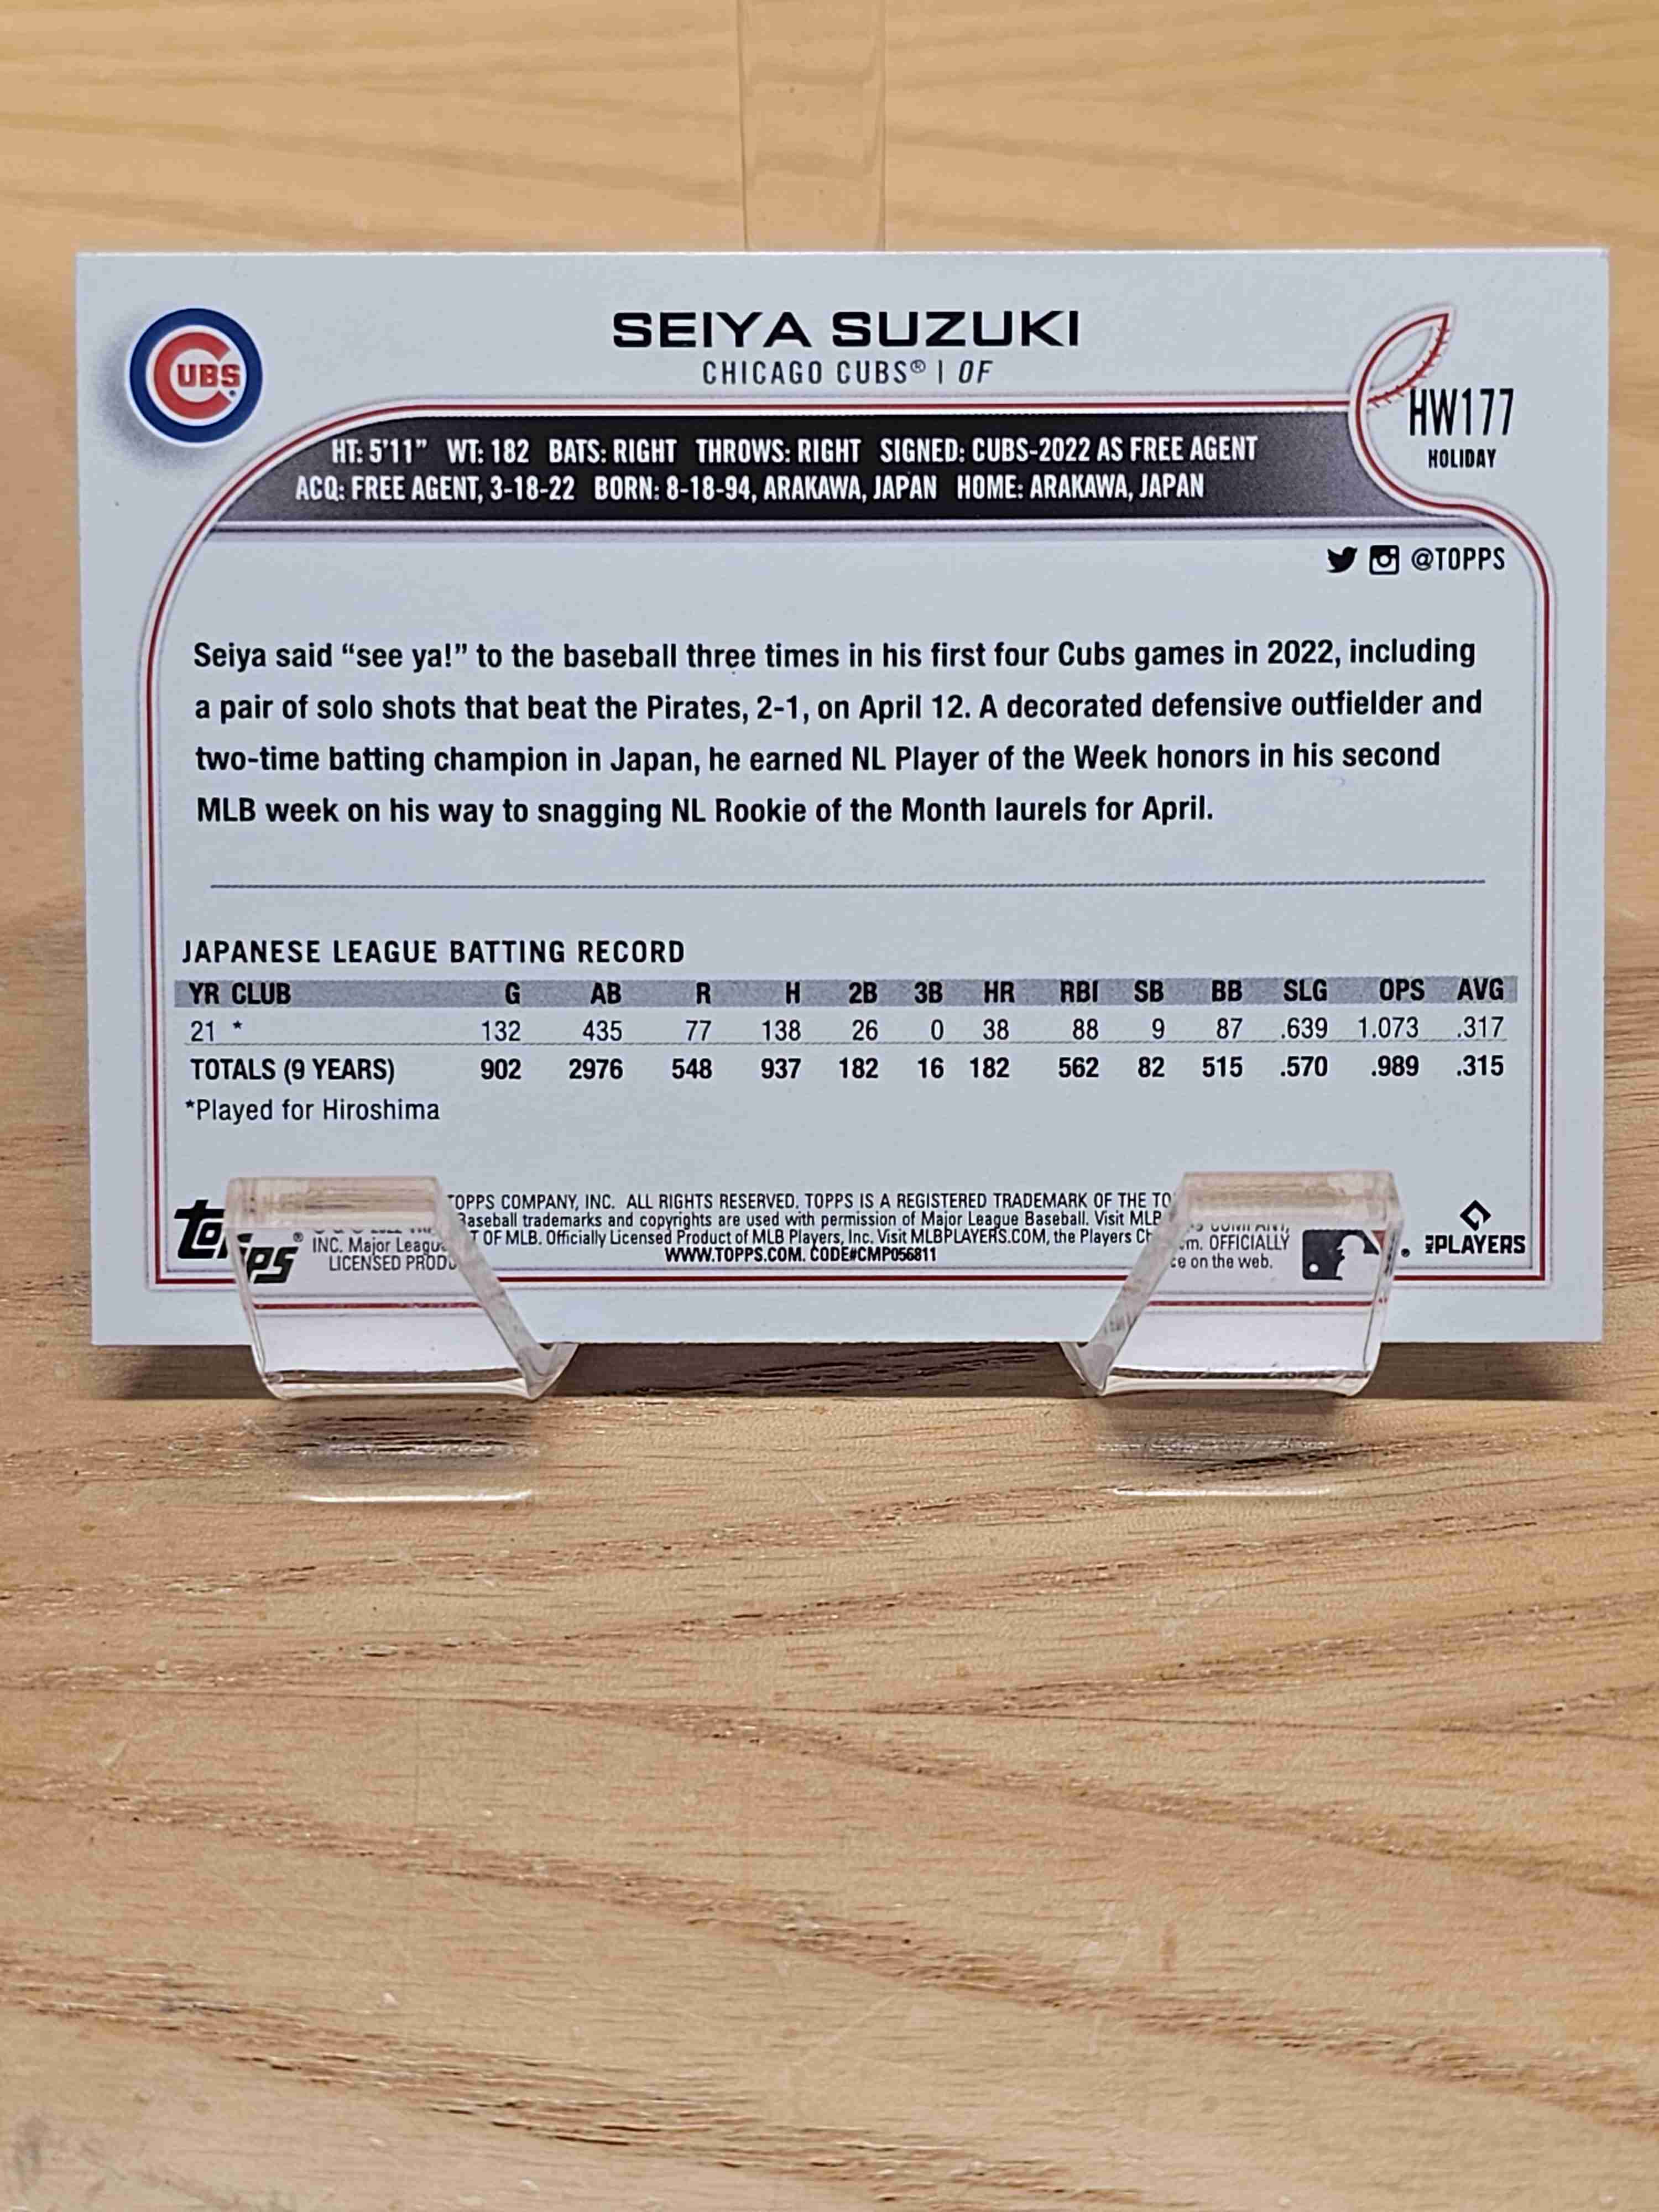 CUBS
SEIYA SUZUKI
CHICAGO CUBS® | OF
HW177
HOLIDAY
HT: 5'11” WT: 182 BATS: RIGHT THROWS: RIGHT SIGNED: CUBS-2022 AS FREE AGENT
ACQ: FREE AGENT, 3-18-22 BORN: 8-18-94, ARAKAWA, JAPAN HOME: ARAKAWA, JAPAN
@TOPPS
Seiya said “see ya!” to the baseball three times in his first four Cubs games in 2022, including
a pair of solo shots that beat the Pirates, 2-1, on April 12. A decorated defensive outfielder and
two-time batting champion in Japan, he earned NL Player of the Week honors in his second
MLB week on his way to snagging NL Rookie of the Month laurels for April.
JAPANESE LEAGUE BATTING RECORD
YR CLUB G AB R H 2B 3B HR RBI SB BB SLG OPS AVG
21 * 132 435 77 138 26 0 38 88 9 87 .639 1.073 .317
TOTALS (9 YEARS) 902 2976 548 937 182 16 182 562 82 515 .570 .989 .315
*Played for Hiroshima
topps ®
TOPPS COMPANY, INC. ALL RIGHTS RESERVED. TOPPS IS A REGISTERED TRADEMARK OF THE
INC. Major Baseball trademarks and copyrights are used with permission of Major League Baseball. Visit OFFICIALLY
LICENSED OF MLB. Officially Licensed Product of MLB Players, Inc. Visit MLBPLAYERS.COM, the Players on the web.
WWW.TOPPS.COM. CODE#CMP056811
PLAYERS